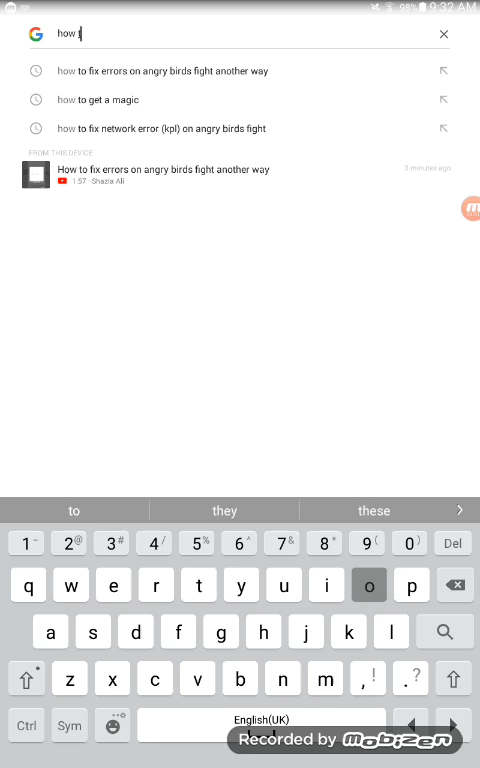 98% 9:32 AM
how t
how to fix errors on angry birds fight another way
how to get a magic
how to fix network error (kpl) on angry birds fight
FROM THIS DEVICE
How to fix errors on angry birds fight another way
3 minutes ago
1:57 · Shazia Ali
to they these
1 - 2 @ 3 # 4 / 5 % 6 ^ 7 & 8 * 9 ( 0 ) Del
q w e r t y u i o p
a s d f g h j k l
z x c v b n m , ! . ?
Ctrl Sym English(UK)
Recorded by mobizen